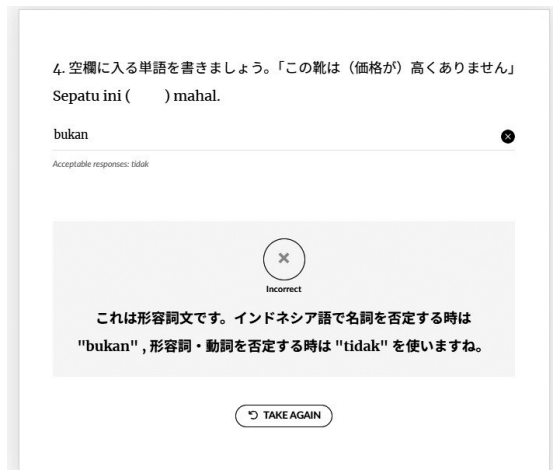 4. 空欄に入る単語を書きましょう。「この靴は（価格が）高くありません」
Sepatu ini (        ) mahal.
bukan
Acceptable responses: tidak
Incorrect
これは形容詞文です。インドネシア語で名詞を否定する時は
"bukan" , 形容詞・動詞を否定する時は "tidak" を使いますね。
TAKE AGAIN